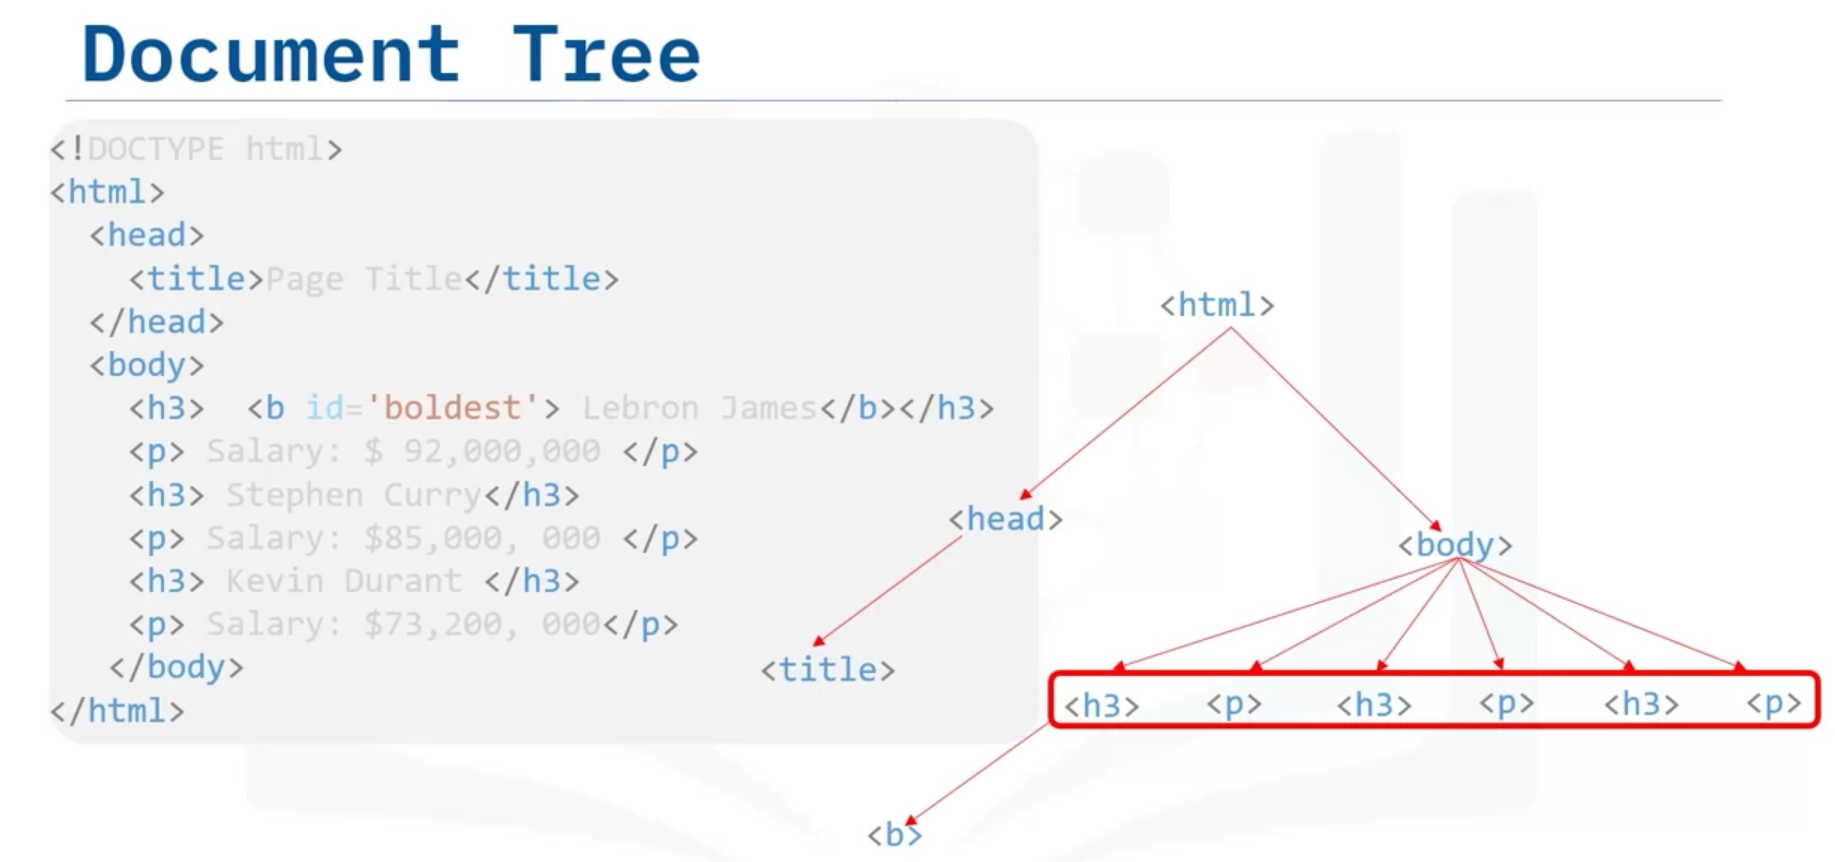 Document Tree
<!DOCTYPE html>
<html>
<head>
<title>Page Title</title>
</head>
<body>
<h3>  <b id='boldest'> Lebron James</b></h3>
<p> Salary: $ 92,000,000 </p>
<h3> Stephen Curry</h3>
<p> Salary: $85,000, 000 </p>
<h3> Kevin Durant </h3>
<p> Salary: $73,200, 000</p>
</body>
</html>
<html>
<head>
<body>
<title>
<h3> <p> <h3> <p> <h3> <p>
<b>